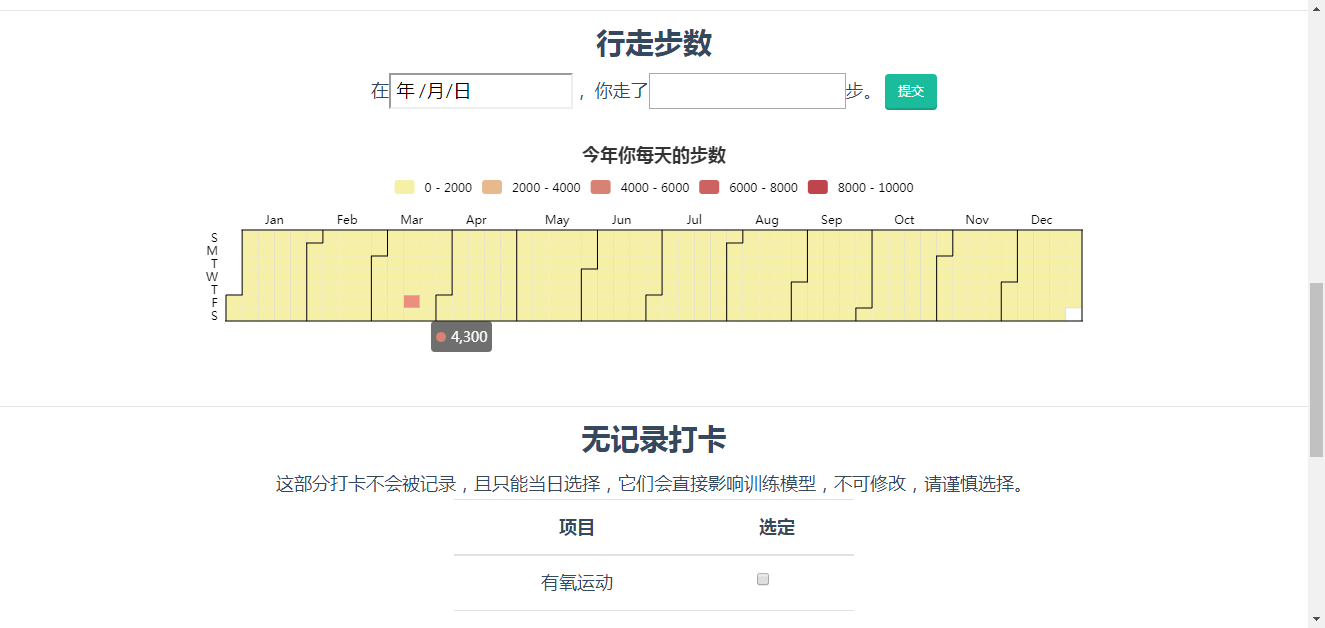 行走步数
在 年 /月/日 ，你走了 步。 提交
今年你每天的步数
0 - 2000 2000 - 4000 4000 - 6000 6000 - 8000 8000 - 10000
Jan Feb Mar Apr May Jun Jul Aug Sep Oct Nov Dec
S
M
T
W
T
F
S
4,300
无记录打卡
这部分打卡不会被记录，且只能当日选择，它们会直接影响训练模型，不可修改，请谨慎选择。
项目 选定
有氧运动